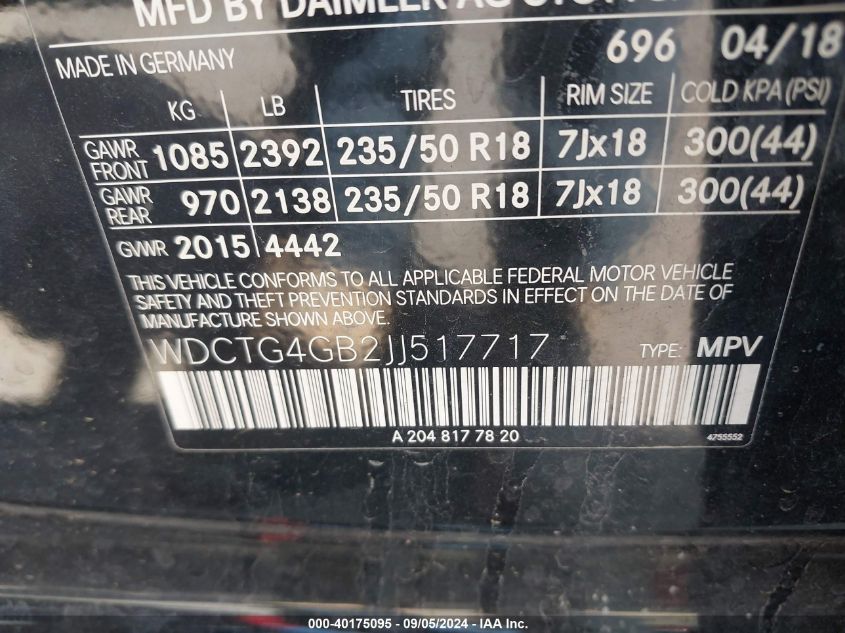 MFD BY DAIMLER AG
696 04/18
MADE IN GERMANY
KG LB TIRES RIM SIZE COLD KPA (PSI)
GAWR FRONT 1085 2392 235/50 R18 7Jx18 300(44)
GAWR REAR 970 2138 235/50 R18 7Jx18 300(44)
GVWR 2015 4442
THIS VEHICLE CONFORMS TO ALL APPLICABLE FEDERAL MOTOR VEHICLE
SAFETY AND THEFT PREVENTION STANDARDS IN EFFECT ON THE DATE OF
MANUFACTURE SHOWN ABOVE.
WDCTG4GB2JJ517717 TYPE: MPV
A 204 817 78 20 4755552
000-40175095 - 09/05/2024 - IAA Inc.